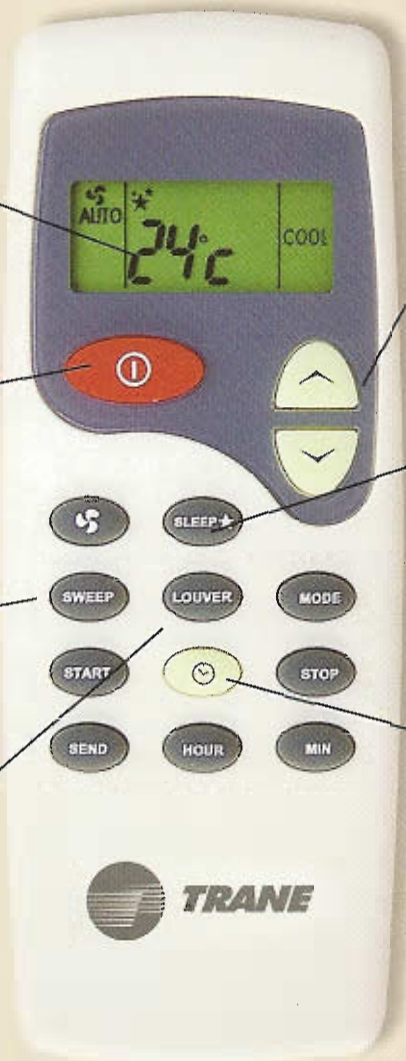 AUTO
24°C
COOL
SLEEP
SWEEP LOUVER MODE
START STOP
SEND HOUR MIN
TRANE